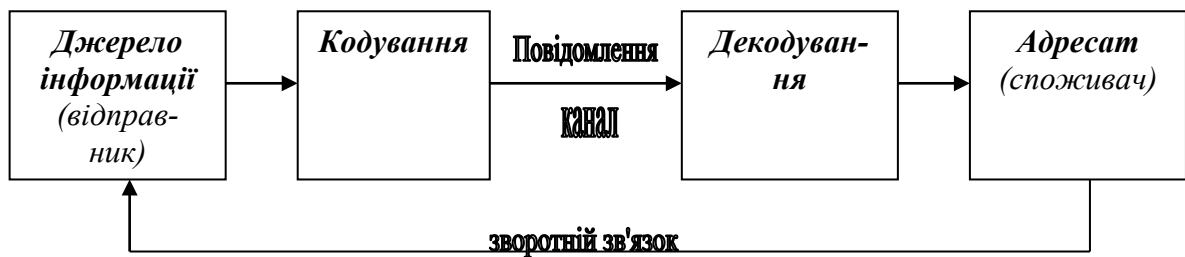 Джерело
інформації
(відправ-
ник)
Кодування
Повідомлення
канал
Декодуван-
ня
Адресат
(споживач)
зворотній зв'язок